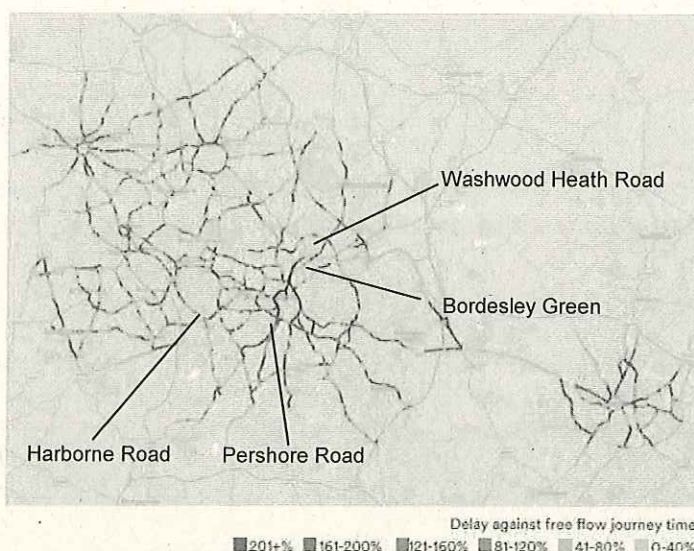 Washwood Heath Road
Bordesley Green
Harborne Road
Pershore Road
Delay against free flow journey time
201+% 161-200% 121-160% 81-120% 41-80% 0-40%